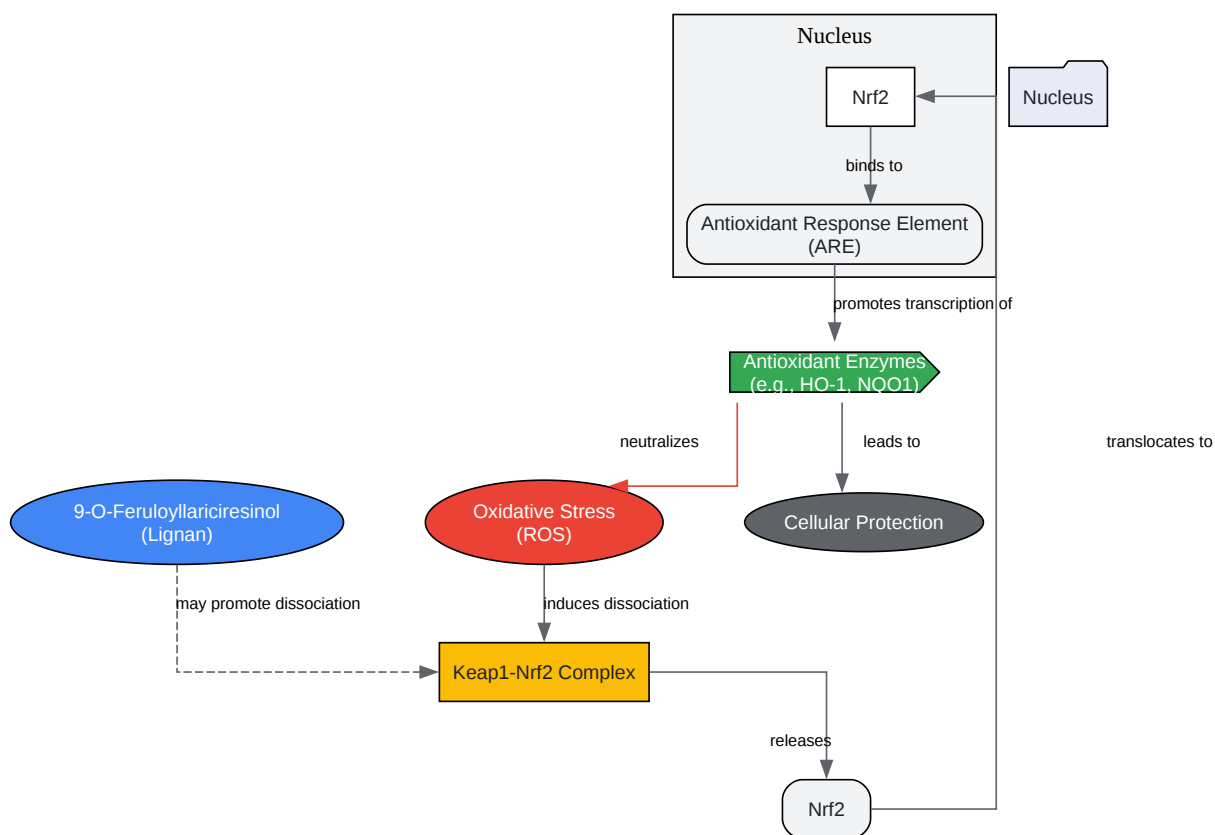 Nucleus
Nrf2
Nucleus
binds to
Antioxidant Response Element
(ARE)
promotes transcription of
Antioxidant Enzymes
(e.g., HO-1, NQO1)
neutralizes
leads to
translocates to
9-O-Feruloyllariciresinol
(Lignan)
Oxidative Stress
(ROS)
Cellular Protection
may promote dissociation
induces dissociation
Keap1-Nrf2 Complex
releases
Nrf2